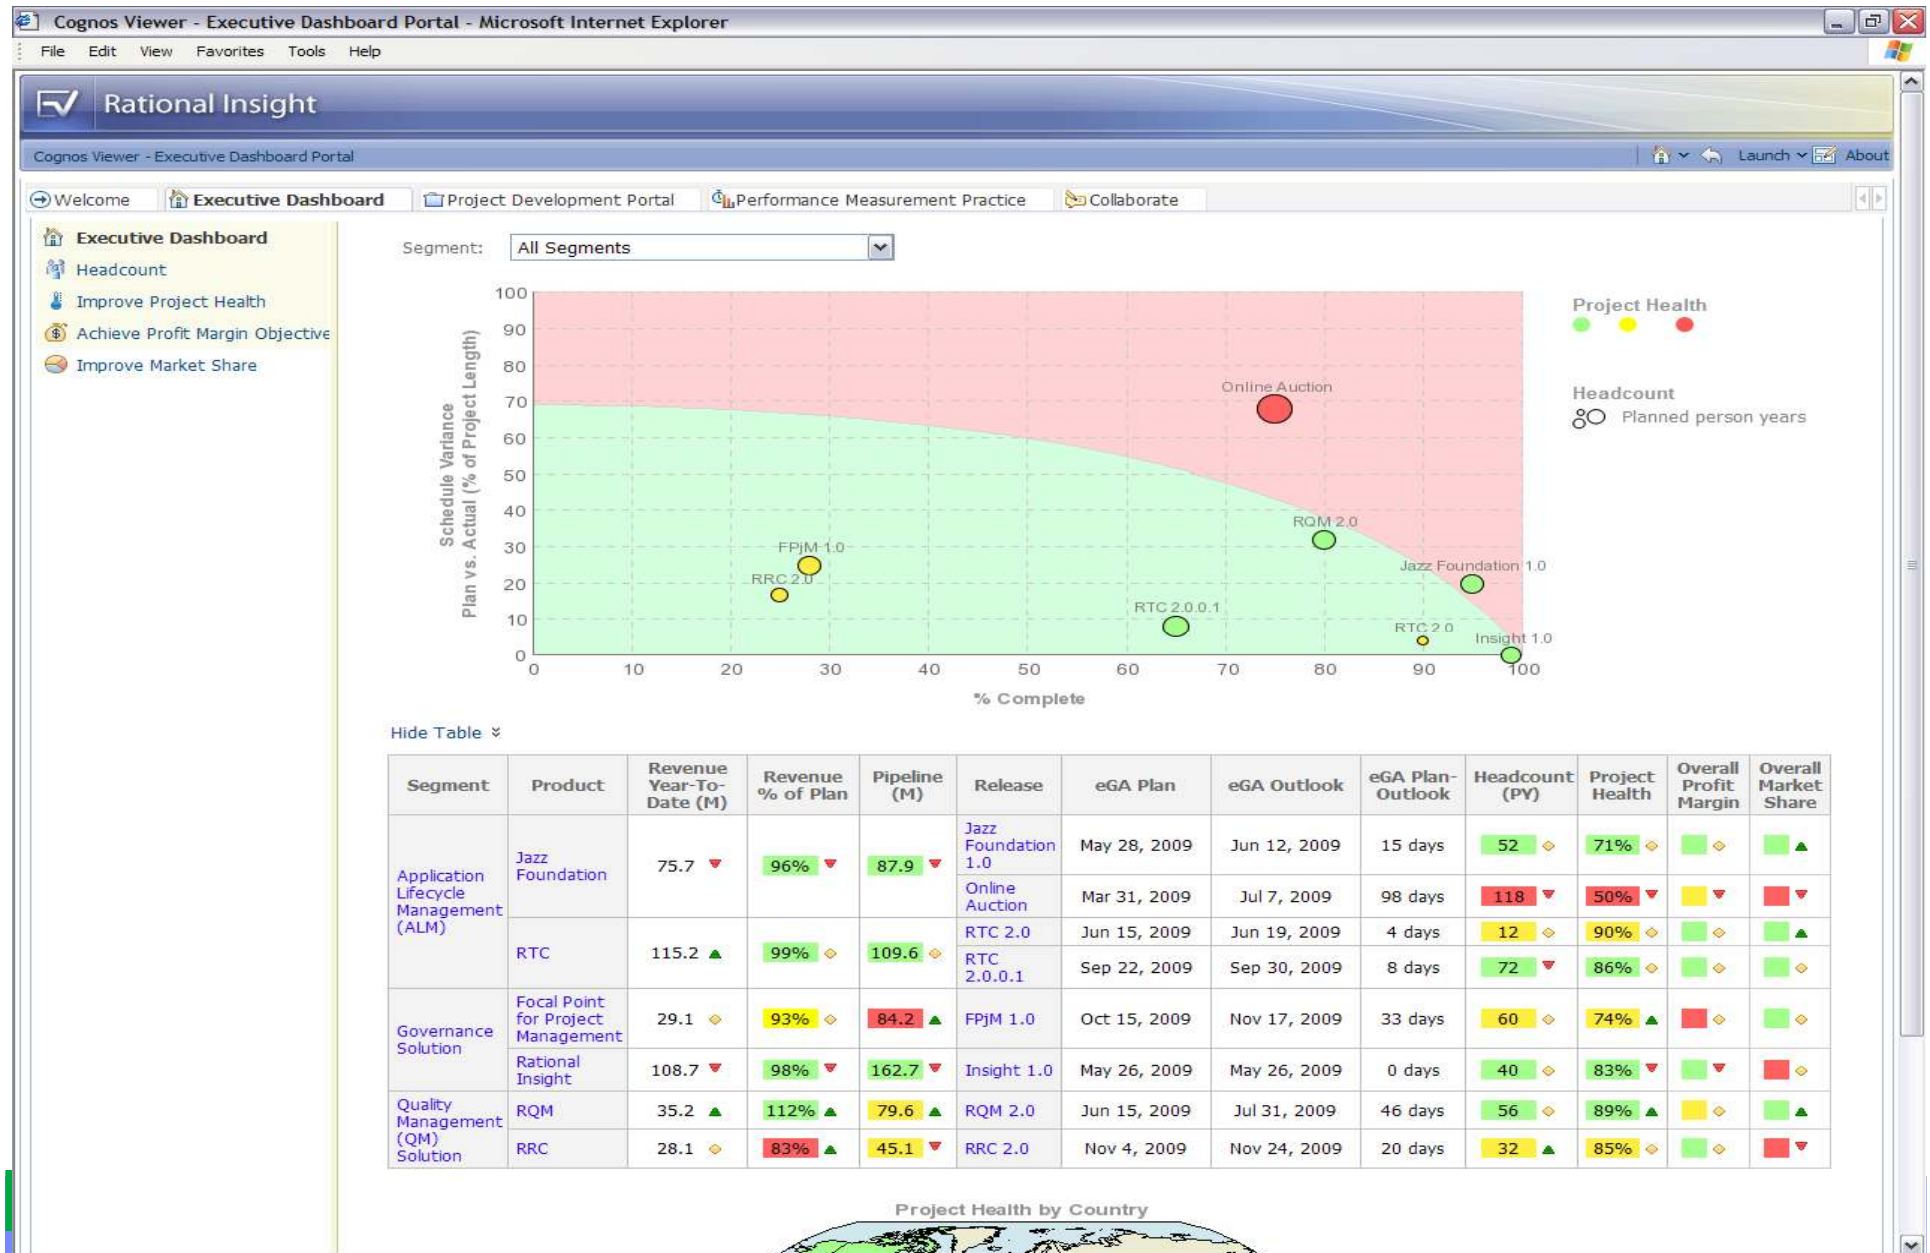 Cognos Viewer - Executive Dashboard Portal - Microsoft Internet Explorer
File Edit View Favorites Tools Help
Rational Insight
Cognos Viewer - Executive Dashboard Portal
Launch About
Welcome Executive Dashboard Project Development Portal Performance Measurement Practice Collaborate
Executive Dashboard
Headcount
Improve Project Health
Achieve Profit Margin Objective
Improve Market Share
Segment: All Segments
Schedule Variance
Plan vs. Actual (% of Project Length)
100
90
80
70
60
50
40
30
20
10
0
Online Auction
RQM 2.0
FPjM 1.0
Jazz Foundation 1.0
RRC 2.0
RTC 2.0.0.1
RTC 2.0
Insight 1.0
0 10 20 30 40 50 60 70 80 90 100
% Complete
Project Health
Headcount
Planned person years
Hide Table
Segment Product Revenue Year-To-Date (M) Revenue % of Plan Pipeline (M) Release eGA Plan eGA Outlook eGA Plan-Outlook Headcount (PY) Project Health Overall Profit Margin Overall Market Share
Application Lifecycle Management (ALM) Jazz Foundation 75.7 96% 87.9 Jazz Foundation 1.0 May 28, 2009 Jun 12, 2009 15 days 52 71%
Online Auction Mar 31, 2009 Jul 7, 2009 98 days 118 50%
RTC 115.2 99% 109.6 RTC 2.0 Jun 15, 2009 Jun 19, 2009 4 days 12 90%
RTC 2.0.0.1 Sep 22, 2009 Sep 30, 2009 8 days 72 86%
Governance Solution Focal Point for Project Management 29.1 93% 84.2 FPjM 1.0 Oct 15, 2009 Nov 17, 2009 33 days 60 74%
Rational Insight 108.7 98% 162.7 Insight 1.0 May 26, 2009 May 26, 2009 0 days 40 83%
Quality Management (QM) Solution RQM 35.2 112% 79.6 RQM 2.0 Jun 15, 2009 Jul 31, 2009 46 days 56 89%
RRC 28.1 83% 45.1 RRC 2.0 Nov 4, 2009 Nov 24, 2009 20 days 32 85%
Project Health by Country